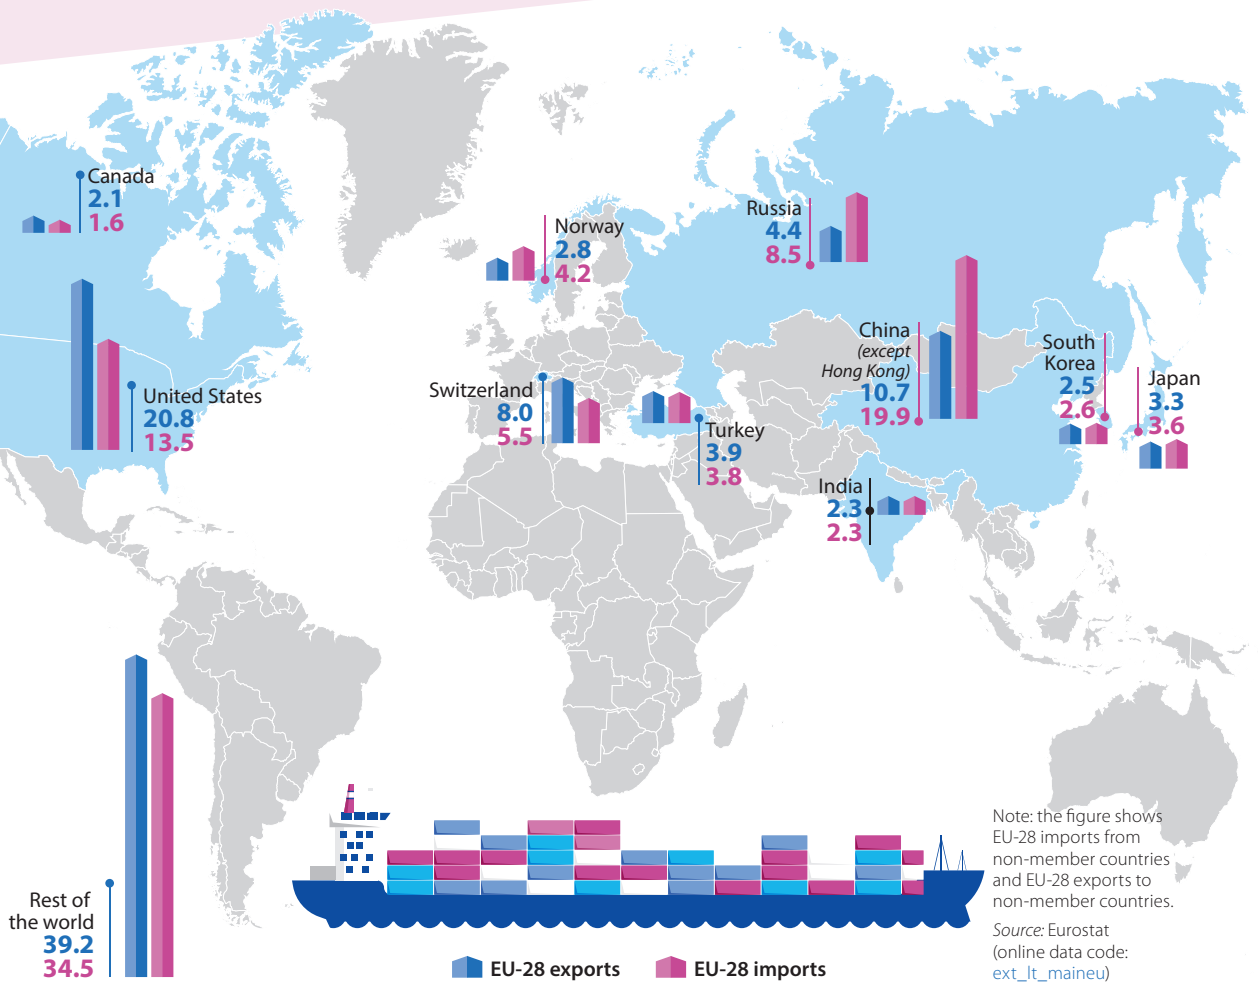 Canada
2.1
1.6
Norway
2.8
4.2
Russia
4.4
8.5
China
(except
Hong Kong)
10.7
19.9
South
Korea
2.5
2.6
Japan
3.3
3.6
United States
20.8
13.5
Switzerland
8.0
5.5
Turkey
3.9
3.8
India
2.3
2.3
Rest of
the world
39.2
34.5
Note: the figure shows
EU-28 imports from
non-member countries
and EU-28 exports to
non-member countries.
Source: Eurostat
(online data code:
ext_lt_maineu)
EU-28 exports
EU-28 imports